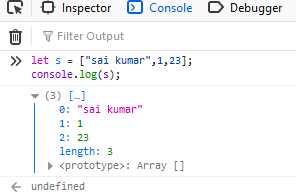 Inspector Console Debugger
Filter Output
let s = ["sai kumar",1,23];
console.log(s);
(3) […]
0: "sai kumar"
1: 1
2: 23
length: 3
<prototype>: Array []
undefined